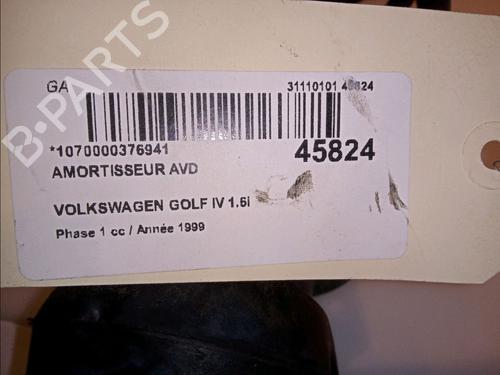 GA
31110101 45824
*1070000376941
45824
AMORTISSEUR AVD
VOLKSWAGEN GOLF IV 1.6i
Phase 1 cc / Année 1999
B-PARTS